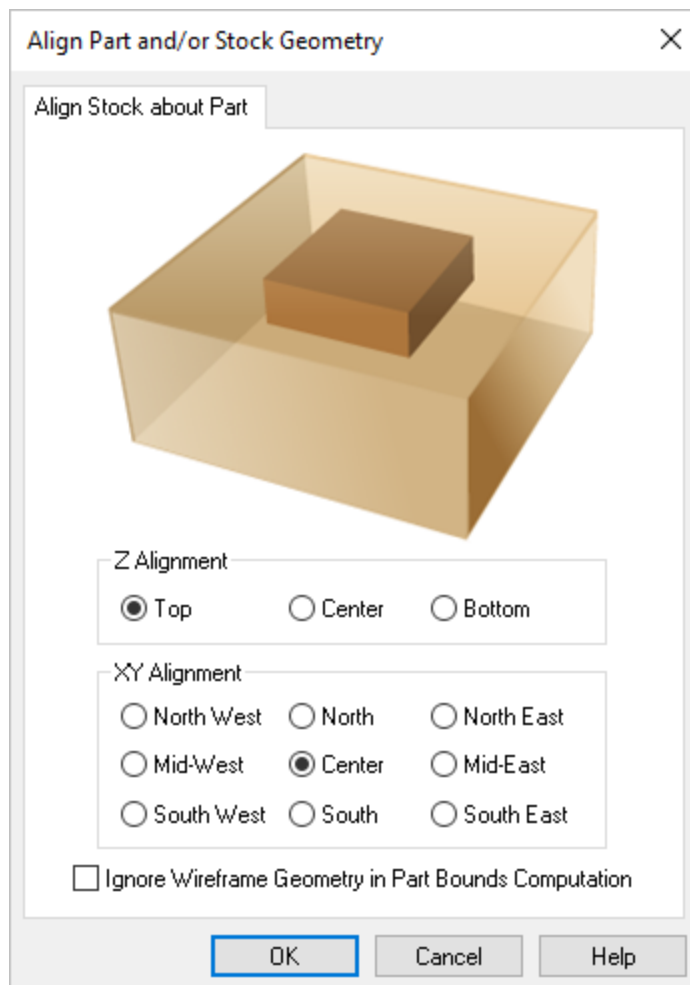 Align Part and/or Stock Geometry
Align Stock about Part
Z Alignment
Top Center Bottom
XY Alignment
North West North North East
Mid-West Center Mid-East
South West South South East
Ignore Wireframe Geometry in Part Bounds Computation
OK Cancel Help